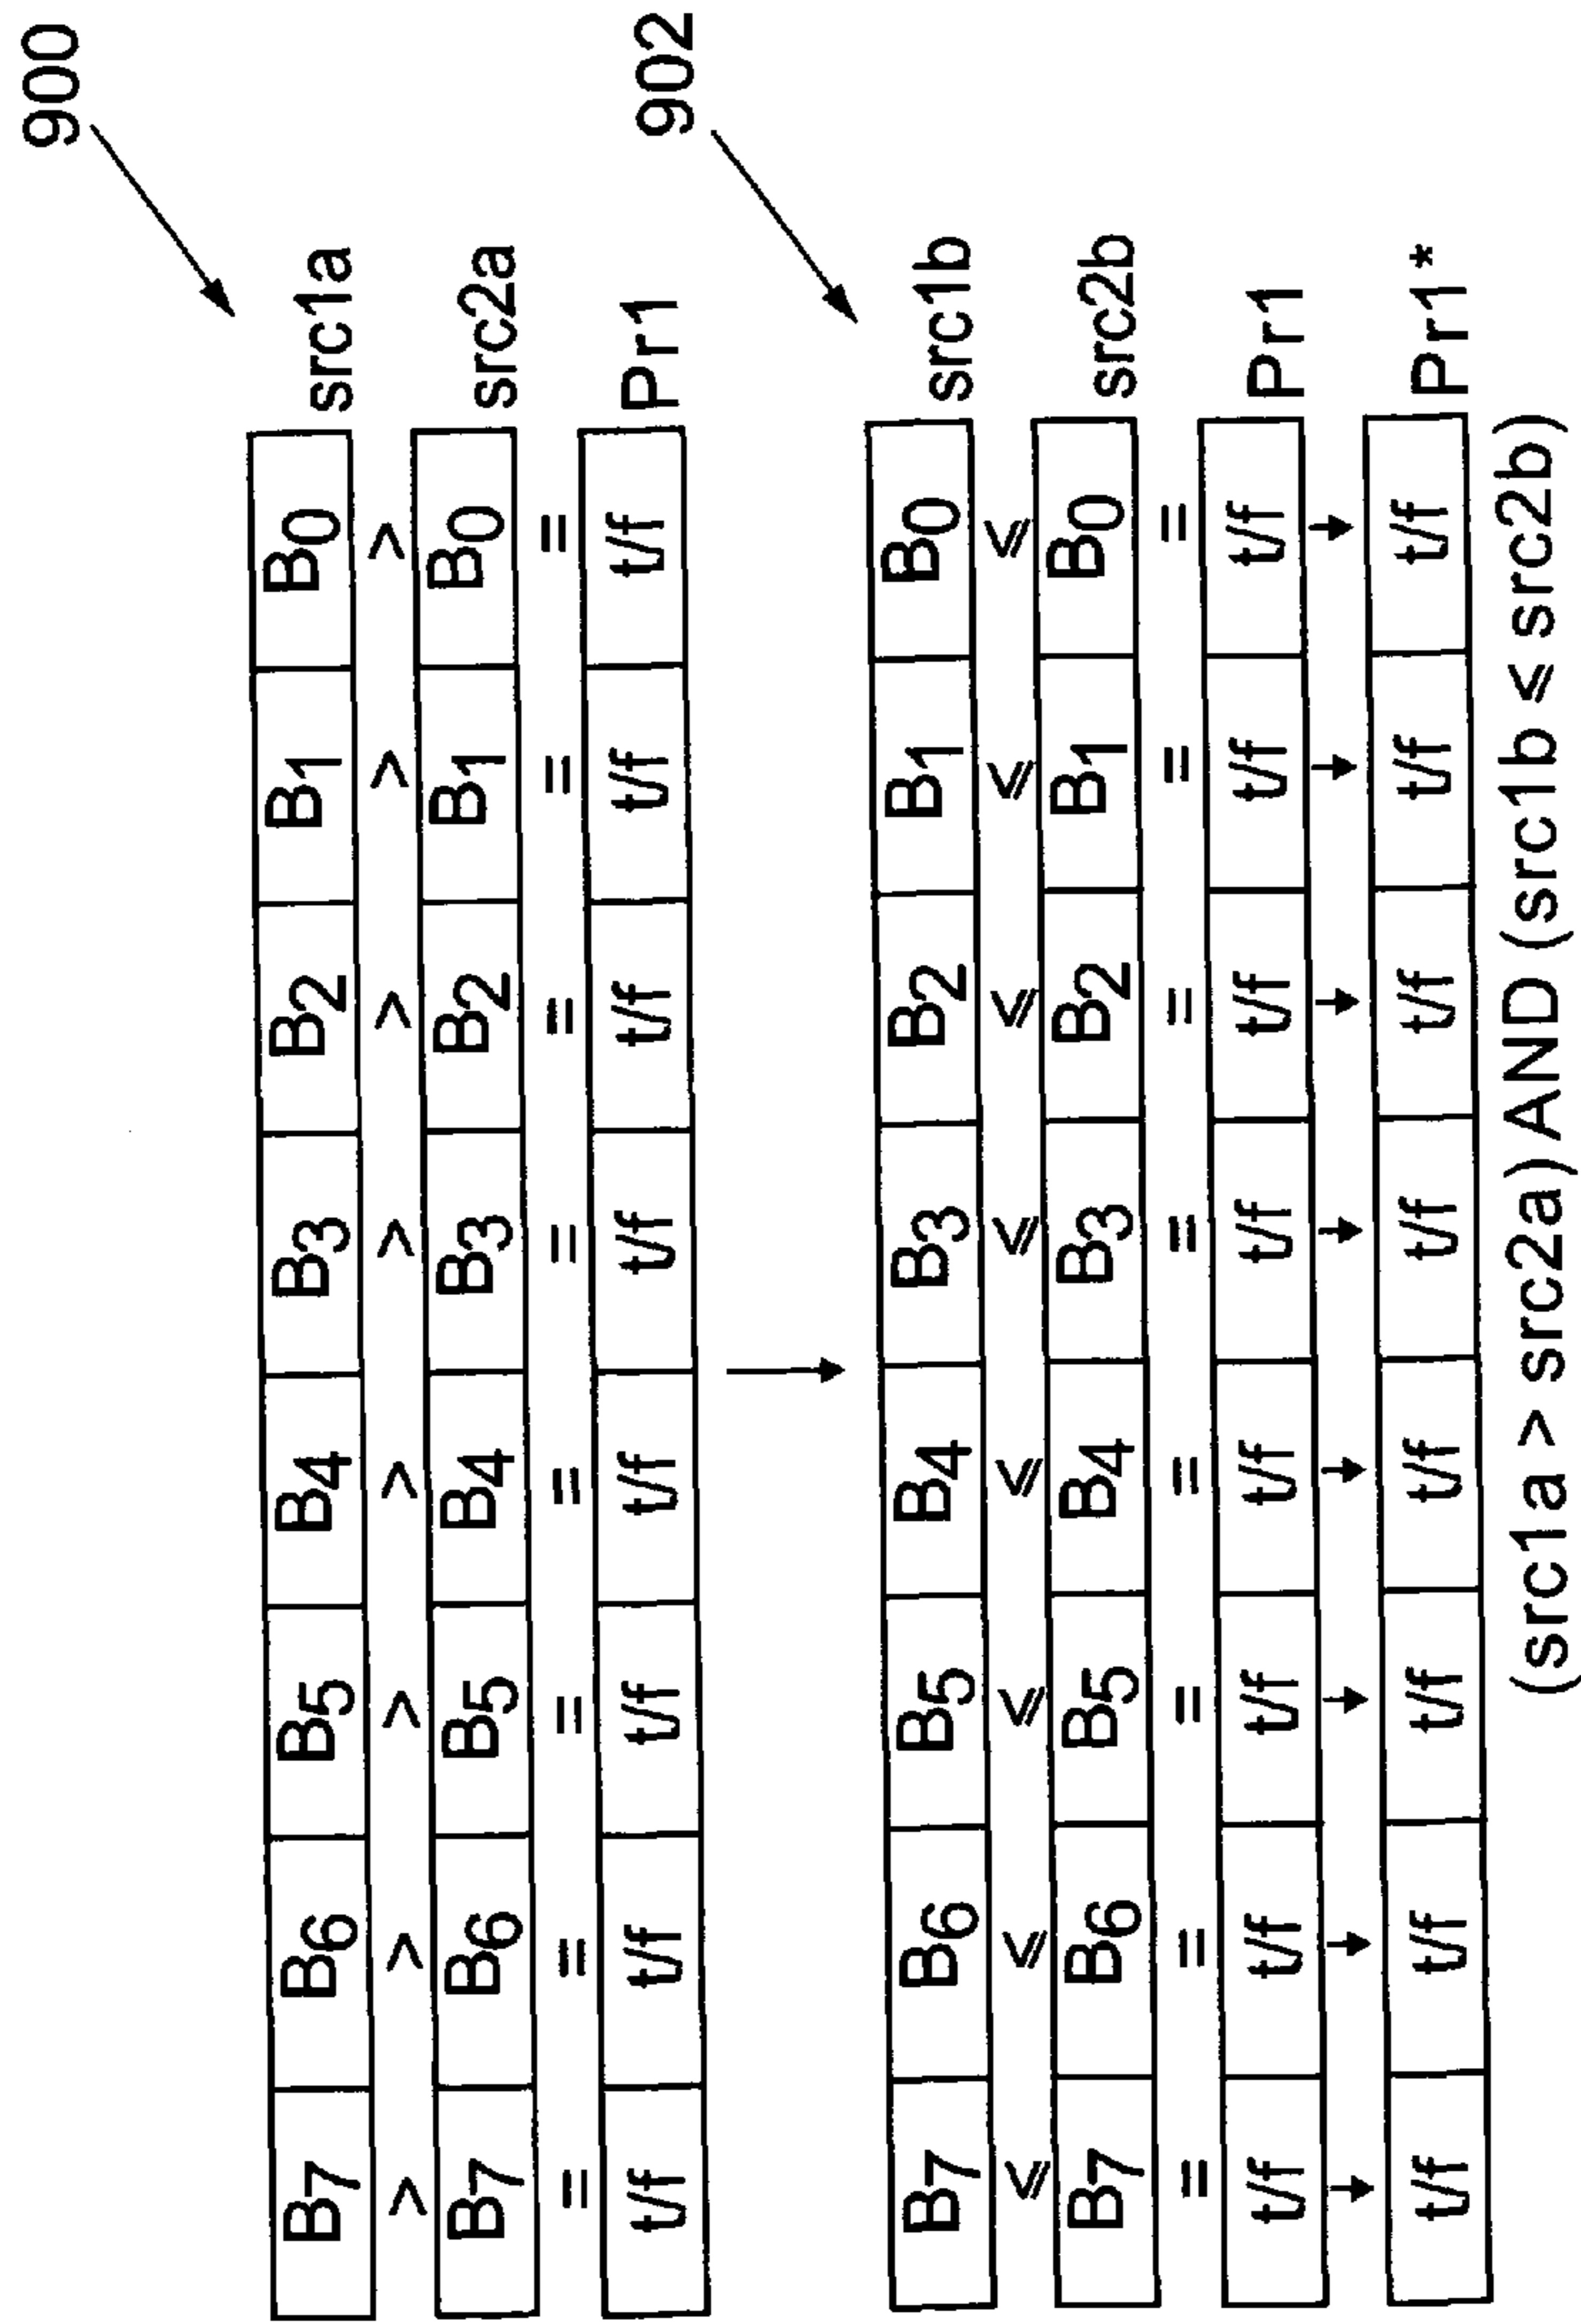 900
B7 > B6 > B5 > B4 > B3 > B2 > B1 > B0 > src1a
B7 B6 B5 B4 B3 B2 B1 B0 src2a
= = = = = = = =
t/f t/f t/f t/f t/f t/f t/f t/f Pr1
902
B7 B6 B5 B4 B3 B2 B1 B0 src1b
⩽ ⩽ ⩽ ⩽ ⩽ ⩽ ⩽ ⩽
B7 B6 B5 B4 B3 B2 B1 B0 src2b
= = = = = = = =
t/f t/f t/f t/f t/f t/f t/f t/f Pr1
t/f t/f t/f t/f t/f t/f t/f t/f Pr1*
(src1a > src2a) AND (src1b ⩽ src2b)